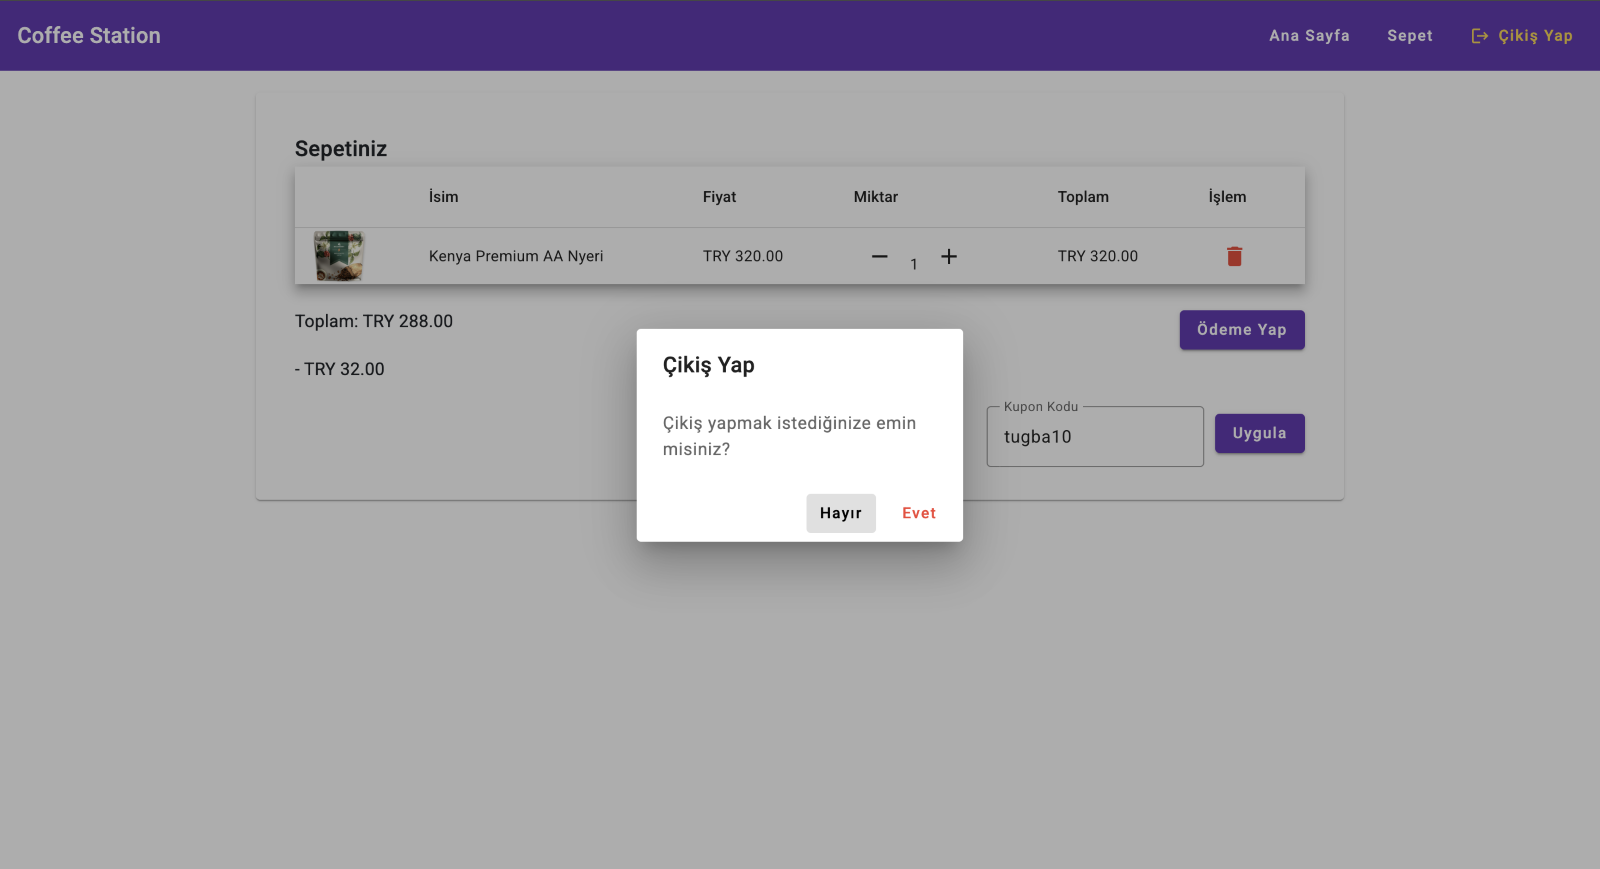 Coffee Station
Ana Sayfa
Sepet
Çikiş Yap
Sepetiniz
İsim
Fiyat
Miktar
Toplam
İşlem
Kenya Premium AA Nyeri
TRY 320.00
1
TRY 320.00
Toplam: TRY 288.00
Ödeme Yap
- TRY 32.00
Çikiş Yap
Çikiş yapmak istediğinize emin
misiniz?
Hayır
Evet
Kupon Kodu
tugba10
Uygula